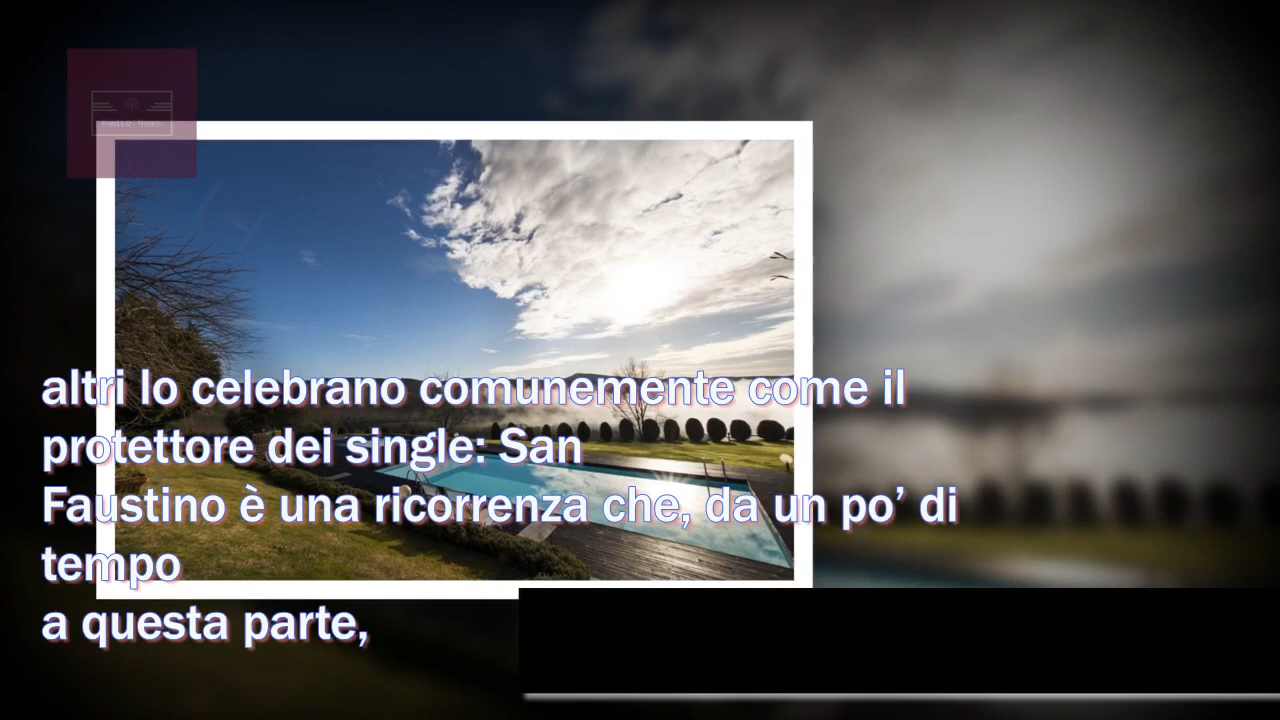 altri lo celebrano comunemente come il
protettore dei single: San
Faustino è una ricorrenza che, da un po’ di
tempo
a questa parte,